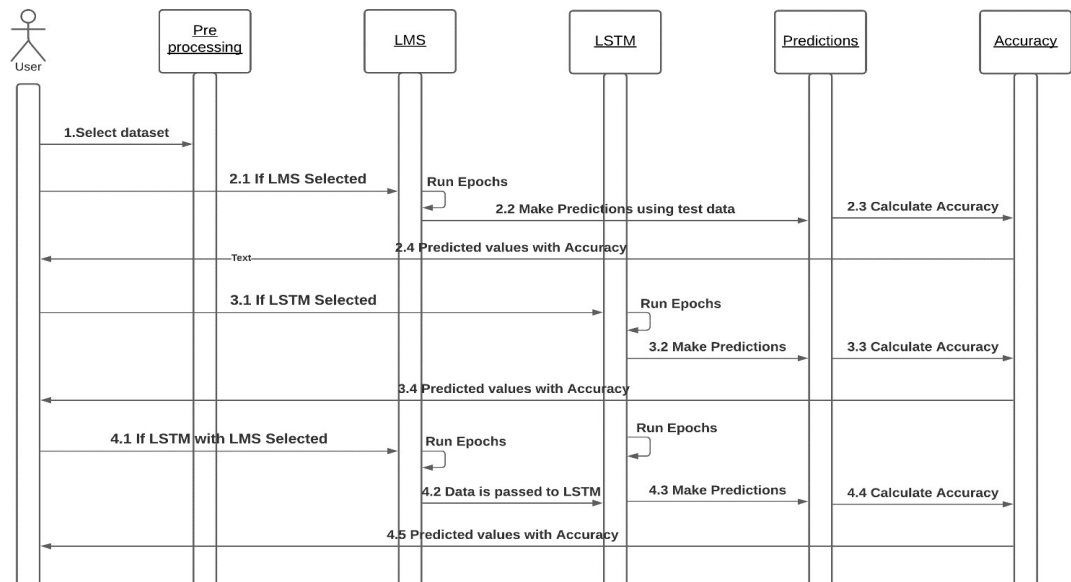 Pre
processing
LMS
LSTM
Predictions
Accuracy
User
1.Select dataset
2.1 If LMS Selected
Run Epochs
2.2 Make Predictions using test data
2.3 Calculate Accuracy
2.4 Predicted values with Accuracy
Text
3.1 If LSTM Selected
Run Epochs
3.2 Make Predictions
3.3 Calculate Accuracy
3.4 Predicted values with Accuracy
4.1 If LSTM with LMS Selected
Run Epochs
Run Epochs
4.2 Data is passed to LSTM
4.3 Make Predictions
4.4 Calculate Accuracy
4.5 Predicted values with Accuracy